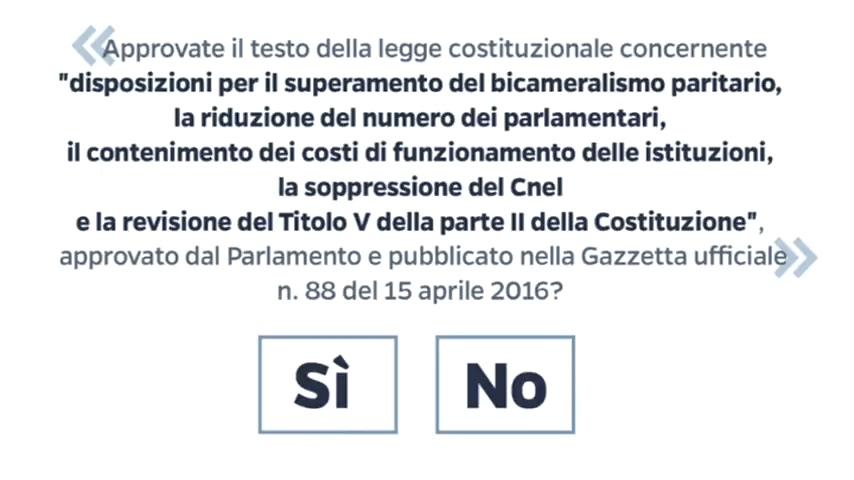 «Approvate il testo della legge costituzionale concernente
"disposizioni per il superamento del bicameralismo paritario,
la riduzione del numero dei parlamentari,
il contenimento dei costi di funzionamento delle istituzioni,
la soppressione del Cnel
e la revisione del Titolo V della parte II della Costituzione",
approvato dal Parlamento e pubblicato nella Gazzetta ufficiale»
n. 88 del 15 aprile 2016?
Sì No